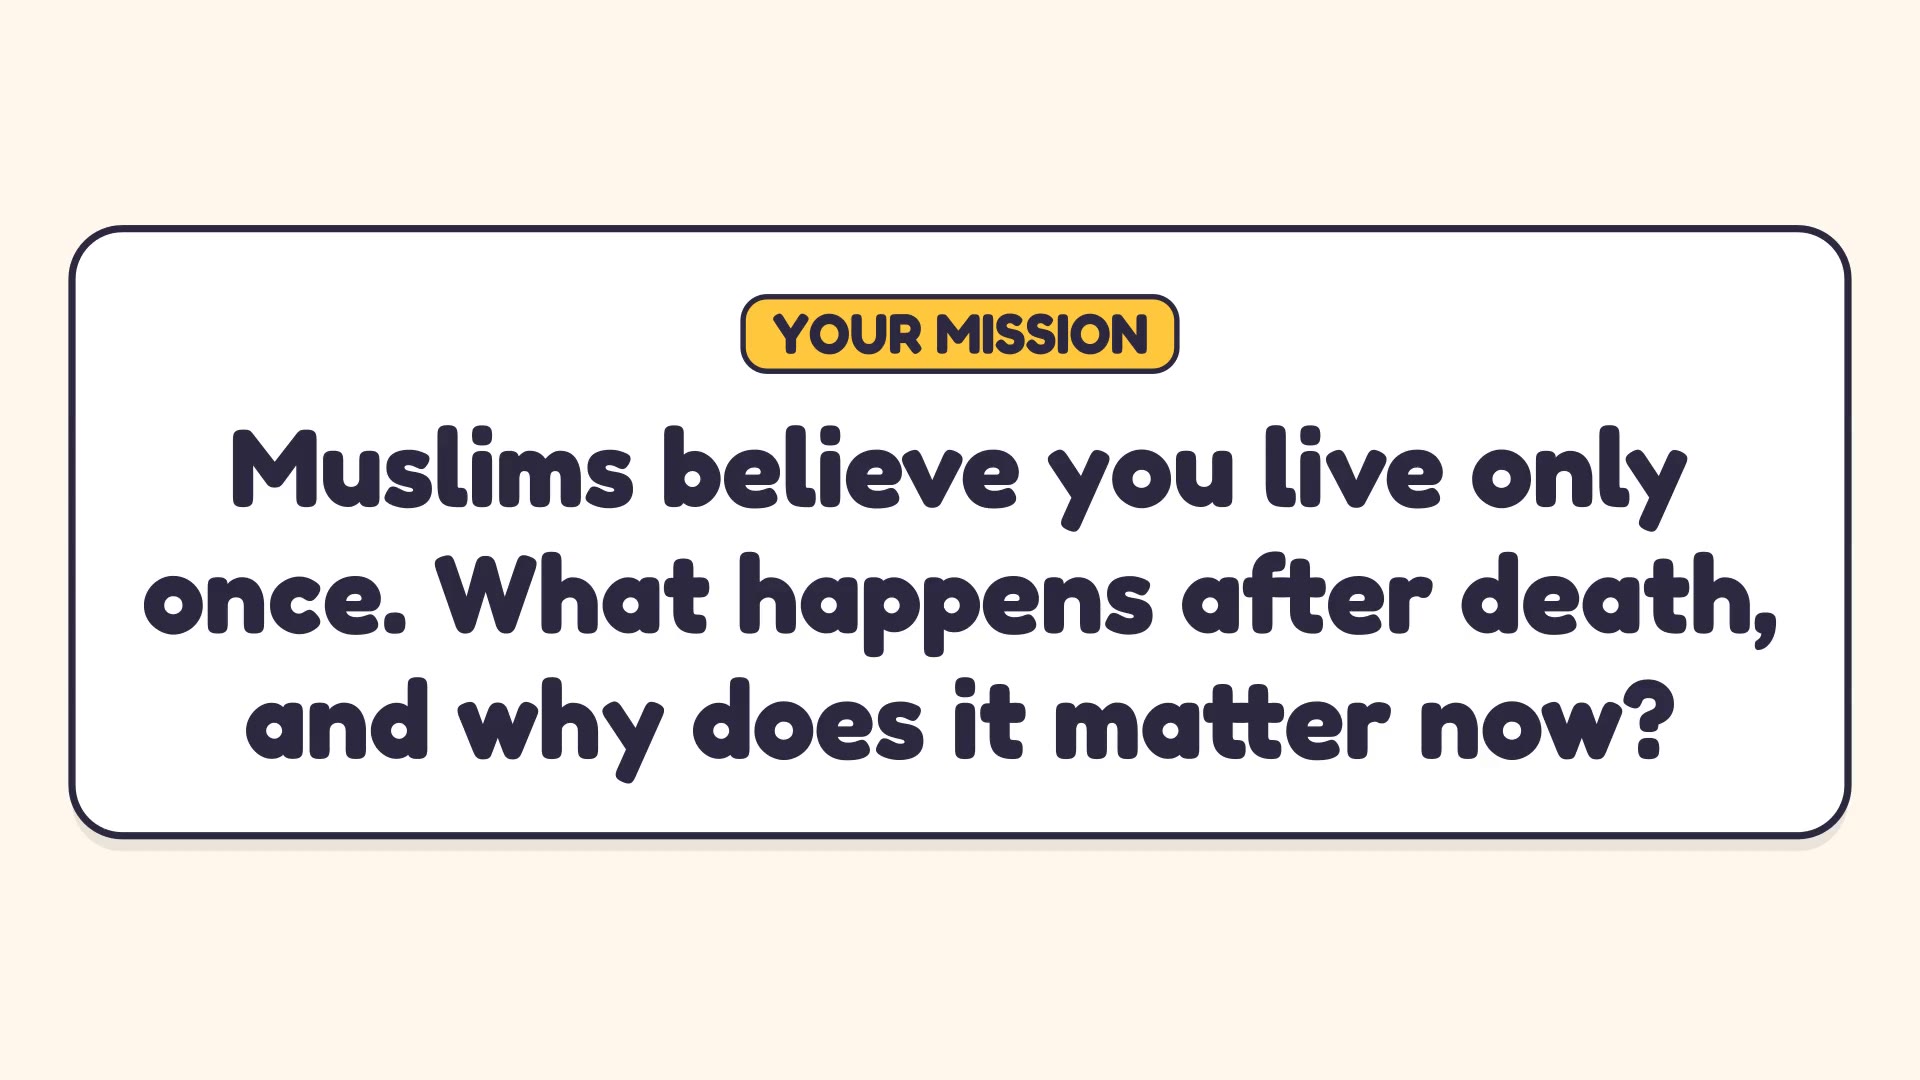 YOUR MISSION
Muslims believe you live only
once. What happens after death,
and why does it matter now?